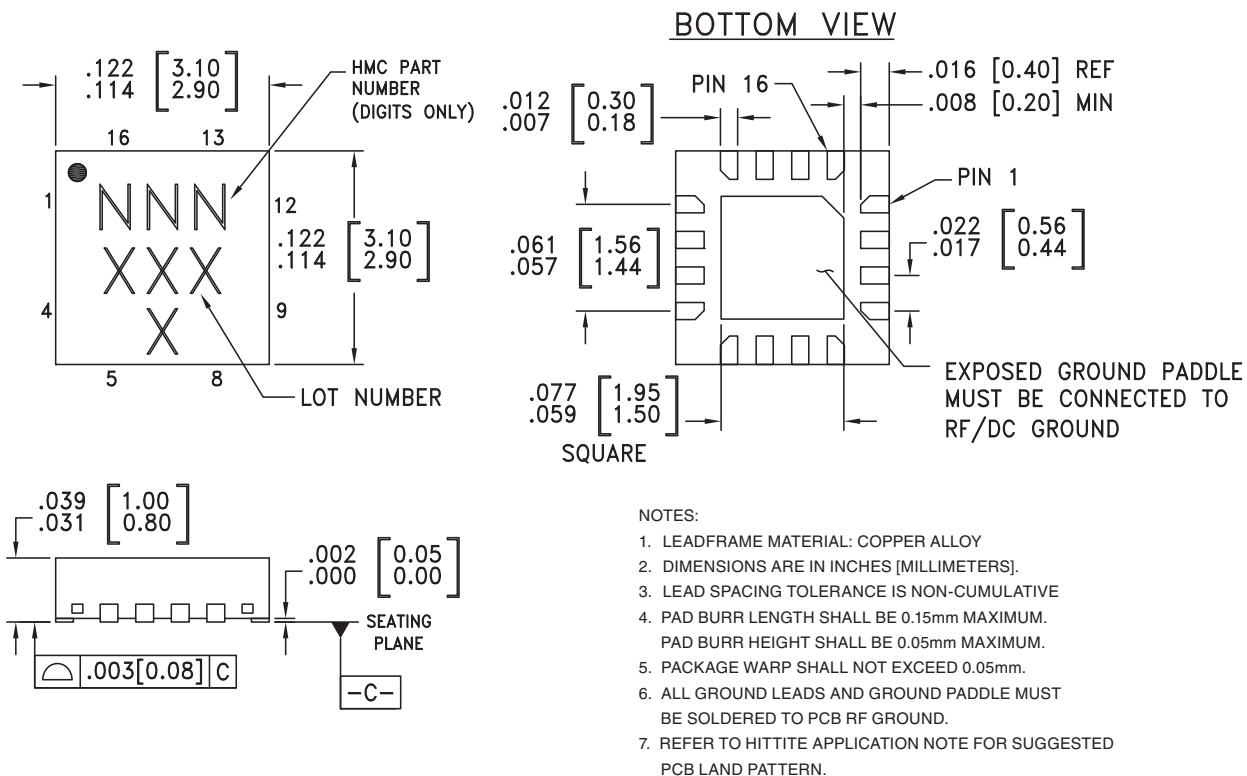 BOTTOM VIEW
.122 [3.10]
.114 [2.90]
HMC PART
NUMBER
(DIGITS ONLY)
16 13
1
12
4
9
5 8
NNN
XXX
X
.122 [3.10]
.114 [2.90]
LOT NUMBER
.012 [0.30]
.007 [0.18]
PIN 16
.016 [0.40] REF
.008 [0.20] MIN
PIN 1
.061 [1.56]
.057 [1.44]
.022 [0.56]
.017 [0.44]
.077 [1.95]
.059 [1.50]
SQUARE
EXPOSED GROUND PADDLE
MUST BE CONNECTED TO
RF/DC GROUND
.039 [1.00]
.031 [0.80]
.002 [0.05]
.000 [0.00]
SEATING
PLANE
.003[0.08] C
-C-
NOTES:
1. LEADFRAME MATERIAL: COPPER ALLOY
2. DIMENSIONS ARE IN INCHES [MILLIMETERS].
3. LEAD SPACING TOLERANCE IS NON-CUMULATIVE
4. PAD BURR LENGTH SHALL BE 0.15mm MAXIMUM.
PAD BURR HEIGHT SHALL BE 0.05mm MAXIMUM.
5. PACKAGE WARP SHALL NOT EXCEED 0.05mm.
6. ALL GROUND LEADS AND GROUND PADDLE MUST
BE SOLDERED TO PCB RF GROUND.
7. REFER TO HITTITE APPLICATION NOTE FOR SUGGESTED
PCB LAND PATTERN.